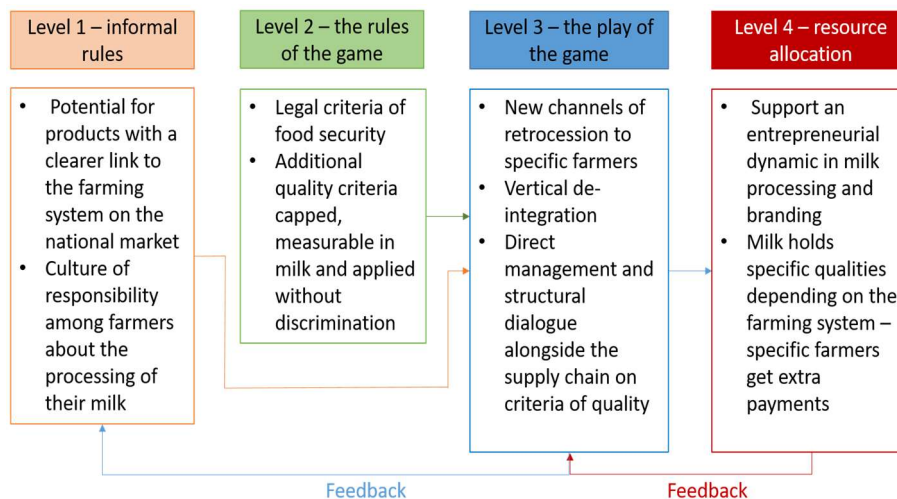 Level 1 – informal
rules
Level 2 – the rules
of the game
Level 3 – the play of
the game
Level 4 – resource
allocation
• Potential for
products with a
clearer link to
the farming
system on the
national market
• Culture of
responsibility
among farmers
about the
processing of
their milk
• Legal criteria of
food security
• Additional
quality criteria
capped,
measurable in
milk and applied
without
discrimination
• New channels of
retrocession to
specific farmers
• Vertical de-
integration
• Direct
management and
structural
dialogue
alongside the
supply chain on
criteria of quality
• Support an
entrepreneurial
dynamic in milk
processing and
branding
• Milk holds
specific qualities
depending on the
farming system –
specific farmers
get extra
payments
Feedback
Feedback